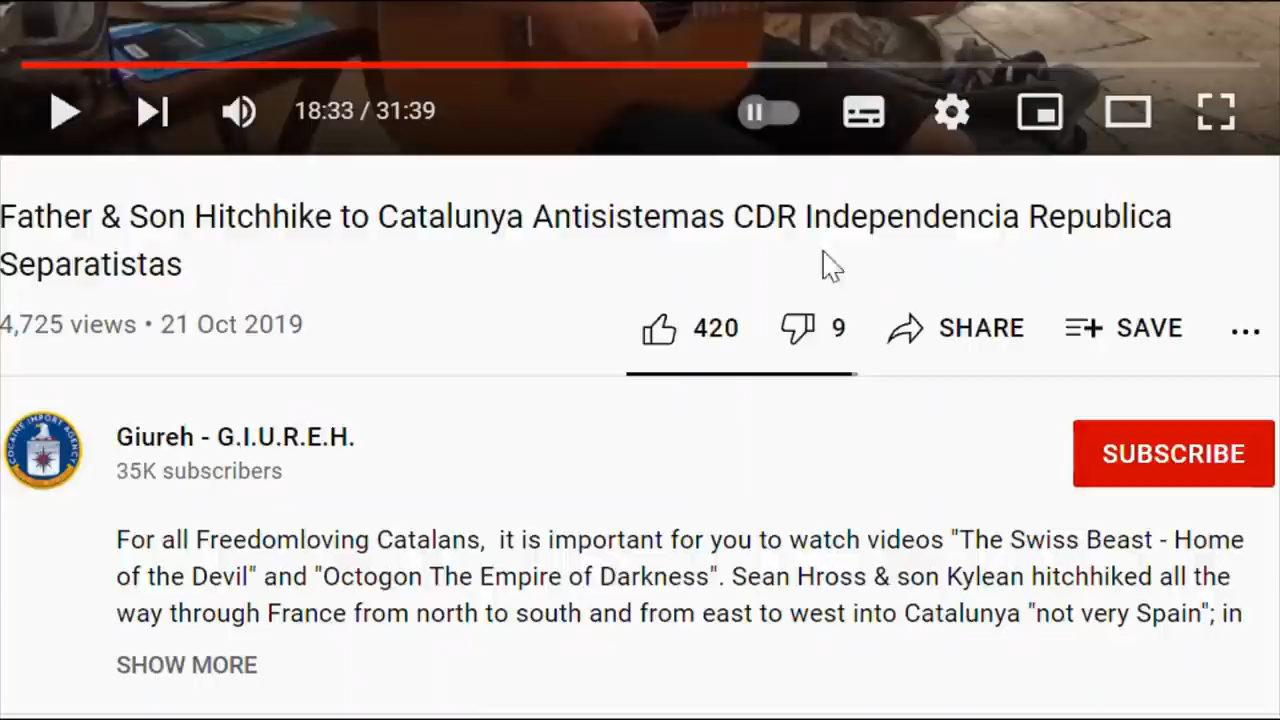 18:33 / 31:39
Father & Son Hitchhike to Catalunya Antisistemas CDR Independencia Republica
Separatistas
4,725 views • 21 Oct 2019
420
9
SHARE
SAVE
COCAINE IMPORT AGENCY
Giureh - G.I.U.R.E.H.
35K subscribers
SUBSCRIBE
For all Freedomloving Catalans, it is important for you to watch videos "The Swiss Beast - Home
of the Devil" and "Octogon The Empire of Darkness". Sean Hross & son Kylean hitchhiked all the
way through France from north to south and from east to west into Catalunya "not very Spain"; in
SHOW MORE